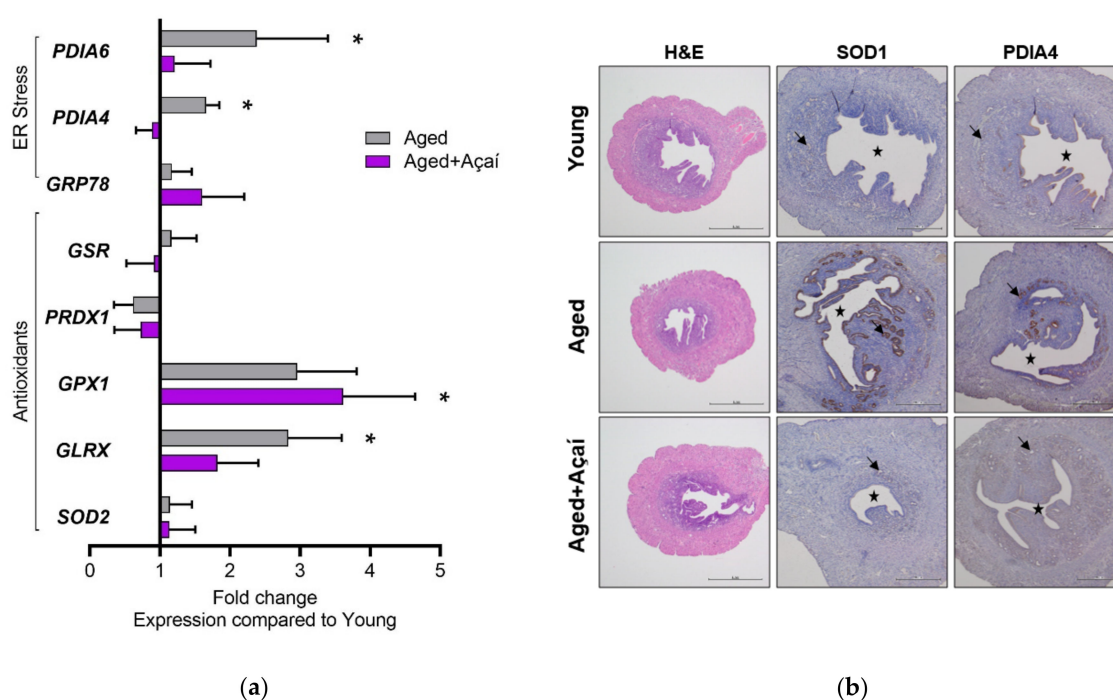 ER Stress
PDIA6
*
PDIA4
*
GRP78
Aged
Aged+Açaí
Antioxidants
GSR
PRDX1
GPX1
*
GLRX
*
SOD2
0 1 2 3 4 5
Fold change
Expression compared to Young
(a)
H&E SOD1 PDIA4
Young
Aged
Aged+Açaí
(b)